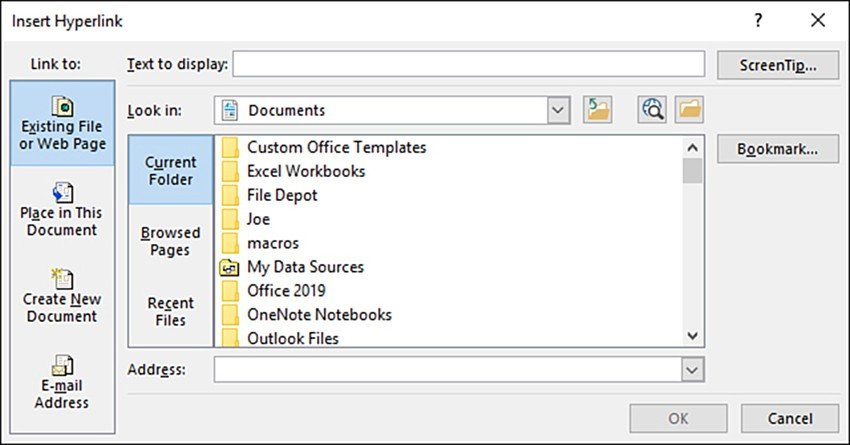 Insert Hyperlink
?
Link to:
Text to display:
ScreenTip...
Existing File
or Web Page
Place in This
Document
Create New
Document
E-mail
Address
Look in:
Documents
Current
Folder
Browsed
Pages
Recent
Files
Custom Office Templates
Excel Workbooks
File Depot
Joe
macros
My Data Sources
Office 2019
OneNote Notebooks
Outlook Files
Bookmark...
Address:
OK
Cancel